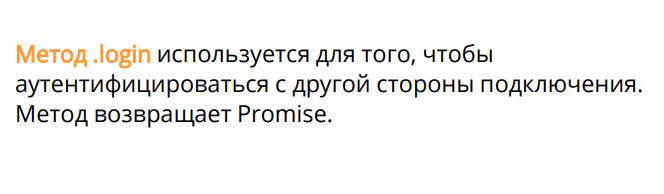 Метод .login используется для того, чтобы
аутентифицироваться с другой стороны подключения.
Метод возвращает Promise.